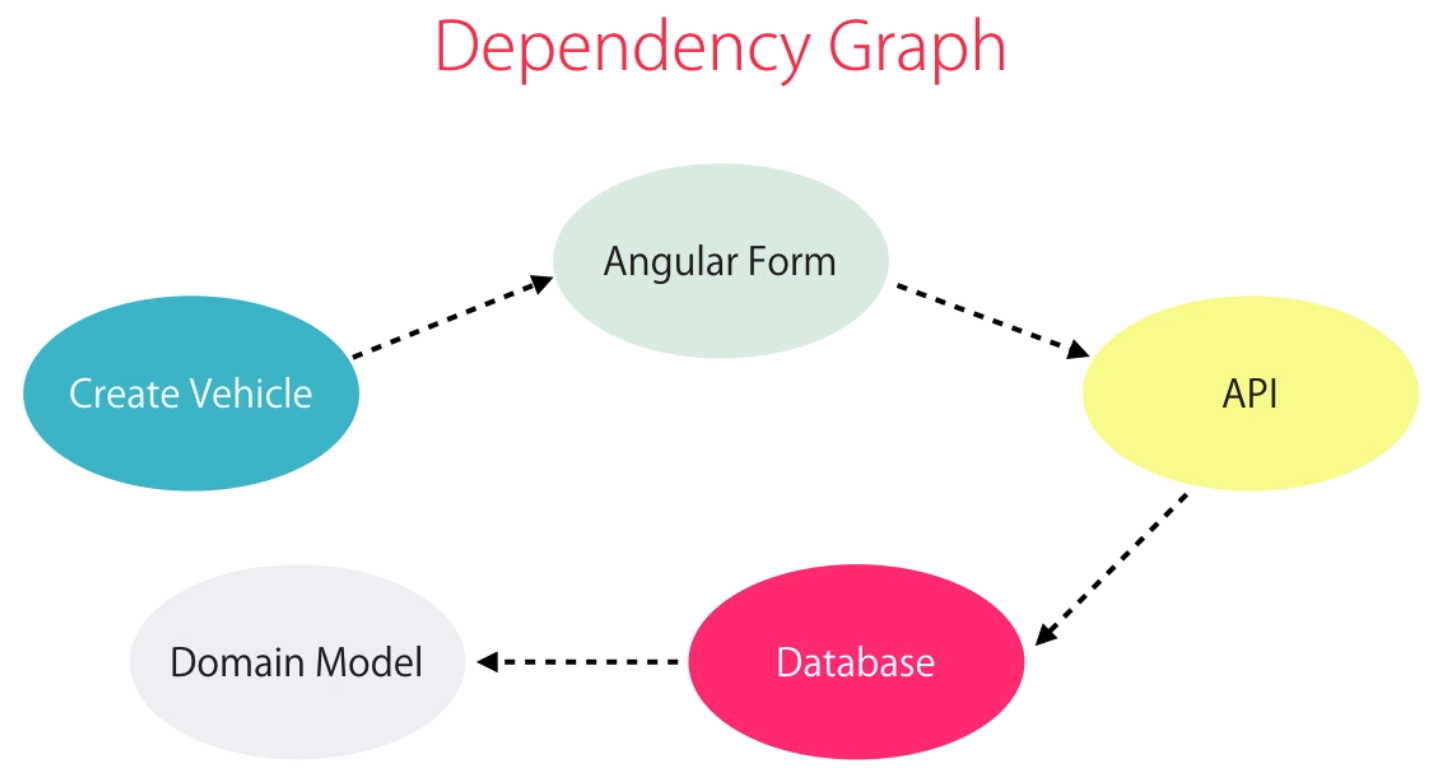 Dependency Graph
Angular Form
Create Vehicle
API
Domain Model
Database